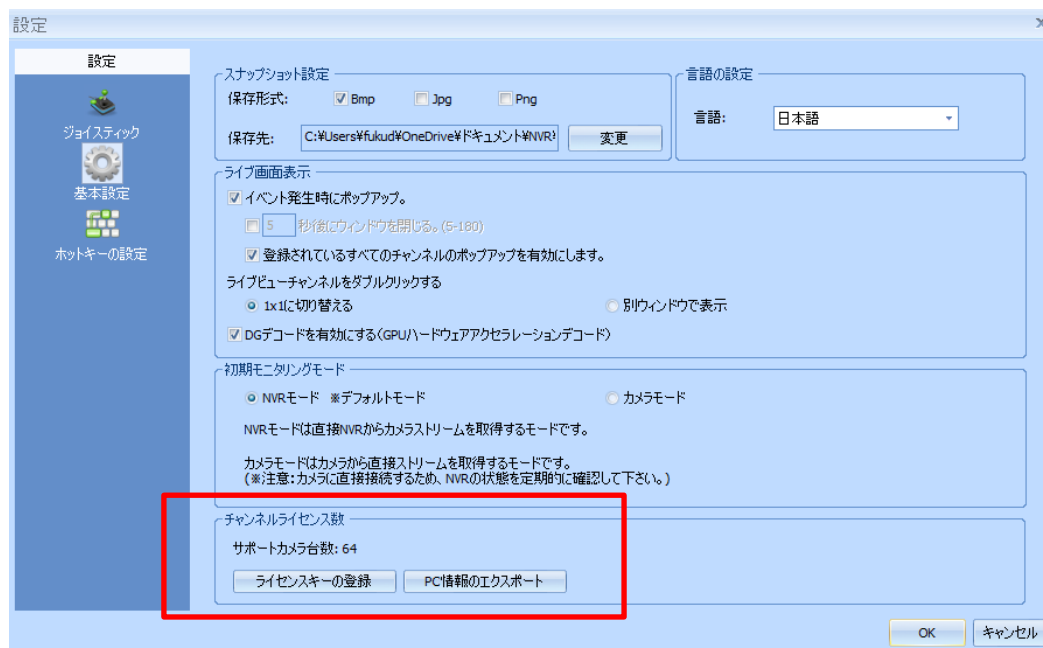 設定
設定
ジョイスティック
基本設定
ホットキーの設定
スナップショット設定
保存形式: Bmp Jpg Png
保存先: C:¥Users¥fukud¥OneDrive¥ドキュメント¥NVR 変更
言語の設定
言語: 日本語
ライブ画面表示
イベント発生時にポップアップ。
5 秒後にウィンドウを閉じる。(5-180)
登録されているすべてのチャンネルのポップアップを有効にします。
ライブビューチャンネルをダブルクリックする
1x1に切り替える 別ウィンドウで表示
DGデコードを有効にする(GPUハードウェアアクセラレーションデコード)
初期モニタリングモード
NVRモード ※デフォルトモード カメラモード
NVRモードは直接NVRからカメラストリームを取得するモードです。
カメラモードはカメラから直接ストリームを取得するモードです。
(※注意:カメラに直接接続するため、NVRの状態を定期的に確認して下さい。)
チャンネルライセンス数
サポートカメラ台数: 64
ライセンスキーの登録 PC情報のエクスポート
OK キャンセル